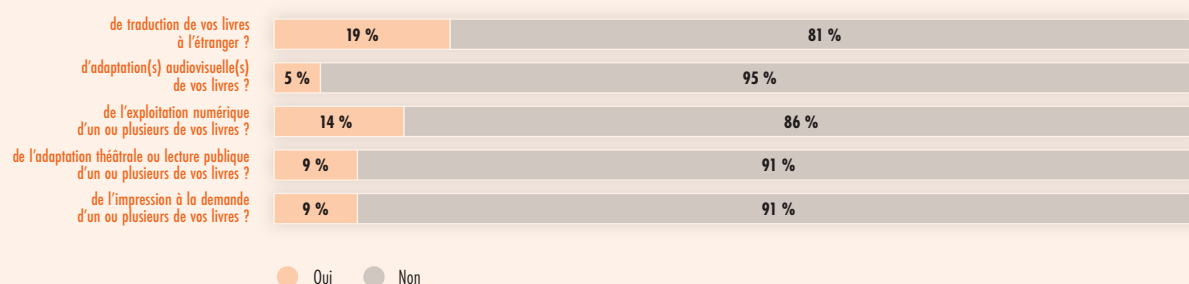 de traduction de vos livres
à l'étranger ?
19 %
81 %
d'adaptation(s) audiovisuelle(s)
de vos livres ?
5 %
95 %
de l'exploitation numérique
d'un ou plusieurs de vos livres ?
14 %
86 %
de l'adaptation théâtrale ou lecture publique
d'un ou plusieurs de vos livres ?
9 %
91 %
de l'impression à la demande
d'un ou plusieurs de vos livres ?
9 %
91 %
Oui
Non